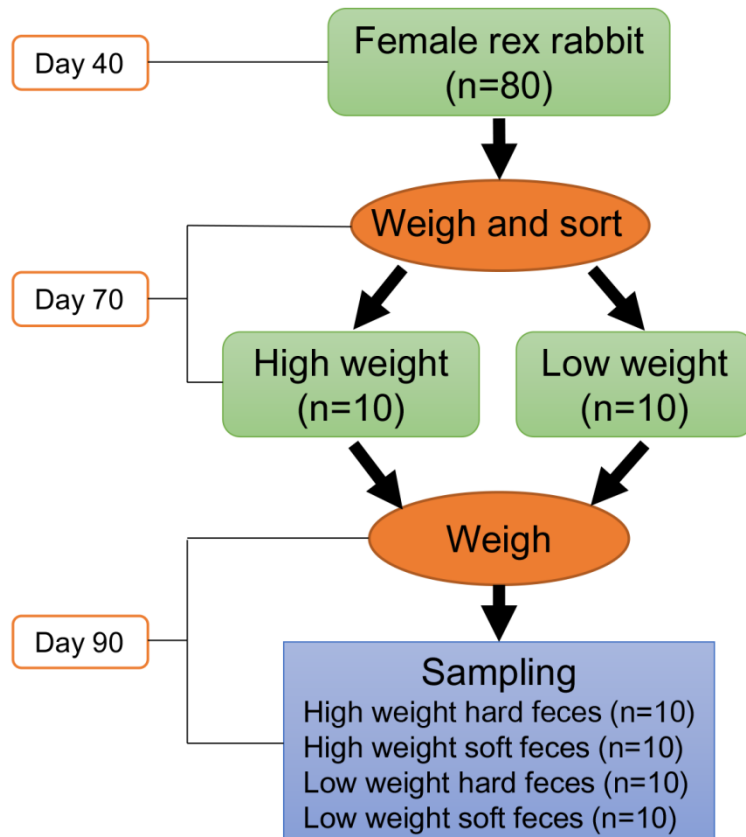 Day 40
Female rex rabbit
(n=80)
Weigh and sort
Day 70
High weight
(n=10)
Low weight
(n=10)
Weigh
Day 90
Sampling
High weight hard feces (n=10)
High weight soft feces (n=10)
Low weight hard feces (n=10)
Low weight soft feces (n=10)